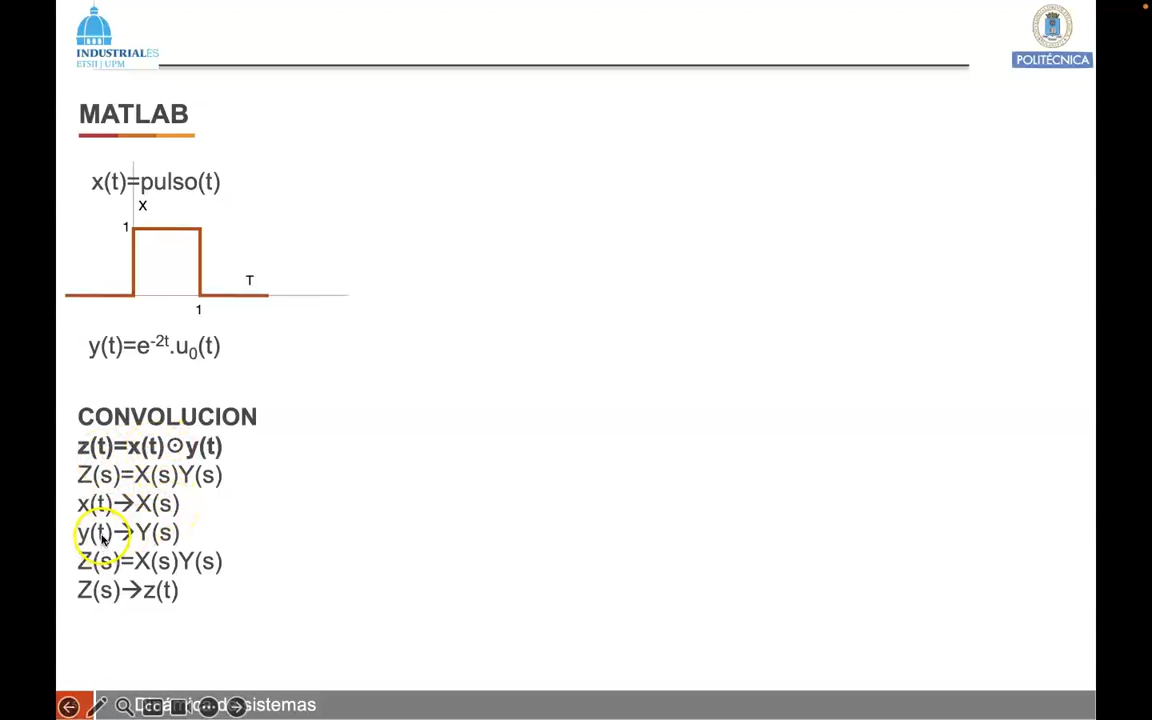 INDUSTRIALES
ETSII | UPM
POLITÉCNICA
MATLAB
x(t)=pulso(t)
X
1
T
1
y(t)=e-2t.u0(t)
CONVOLUCION
z(t)=x(t)⊙y(t)
Z(s)=X(s)Y(s)
x(t)→X(s)
y(t)→Y(s)
Z(s)=X(s)Y(s)
Z(s)→z(t)
sistemas